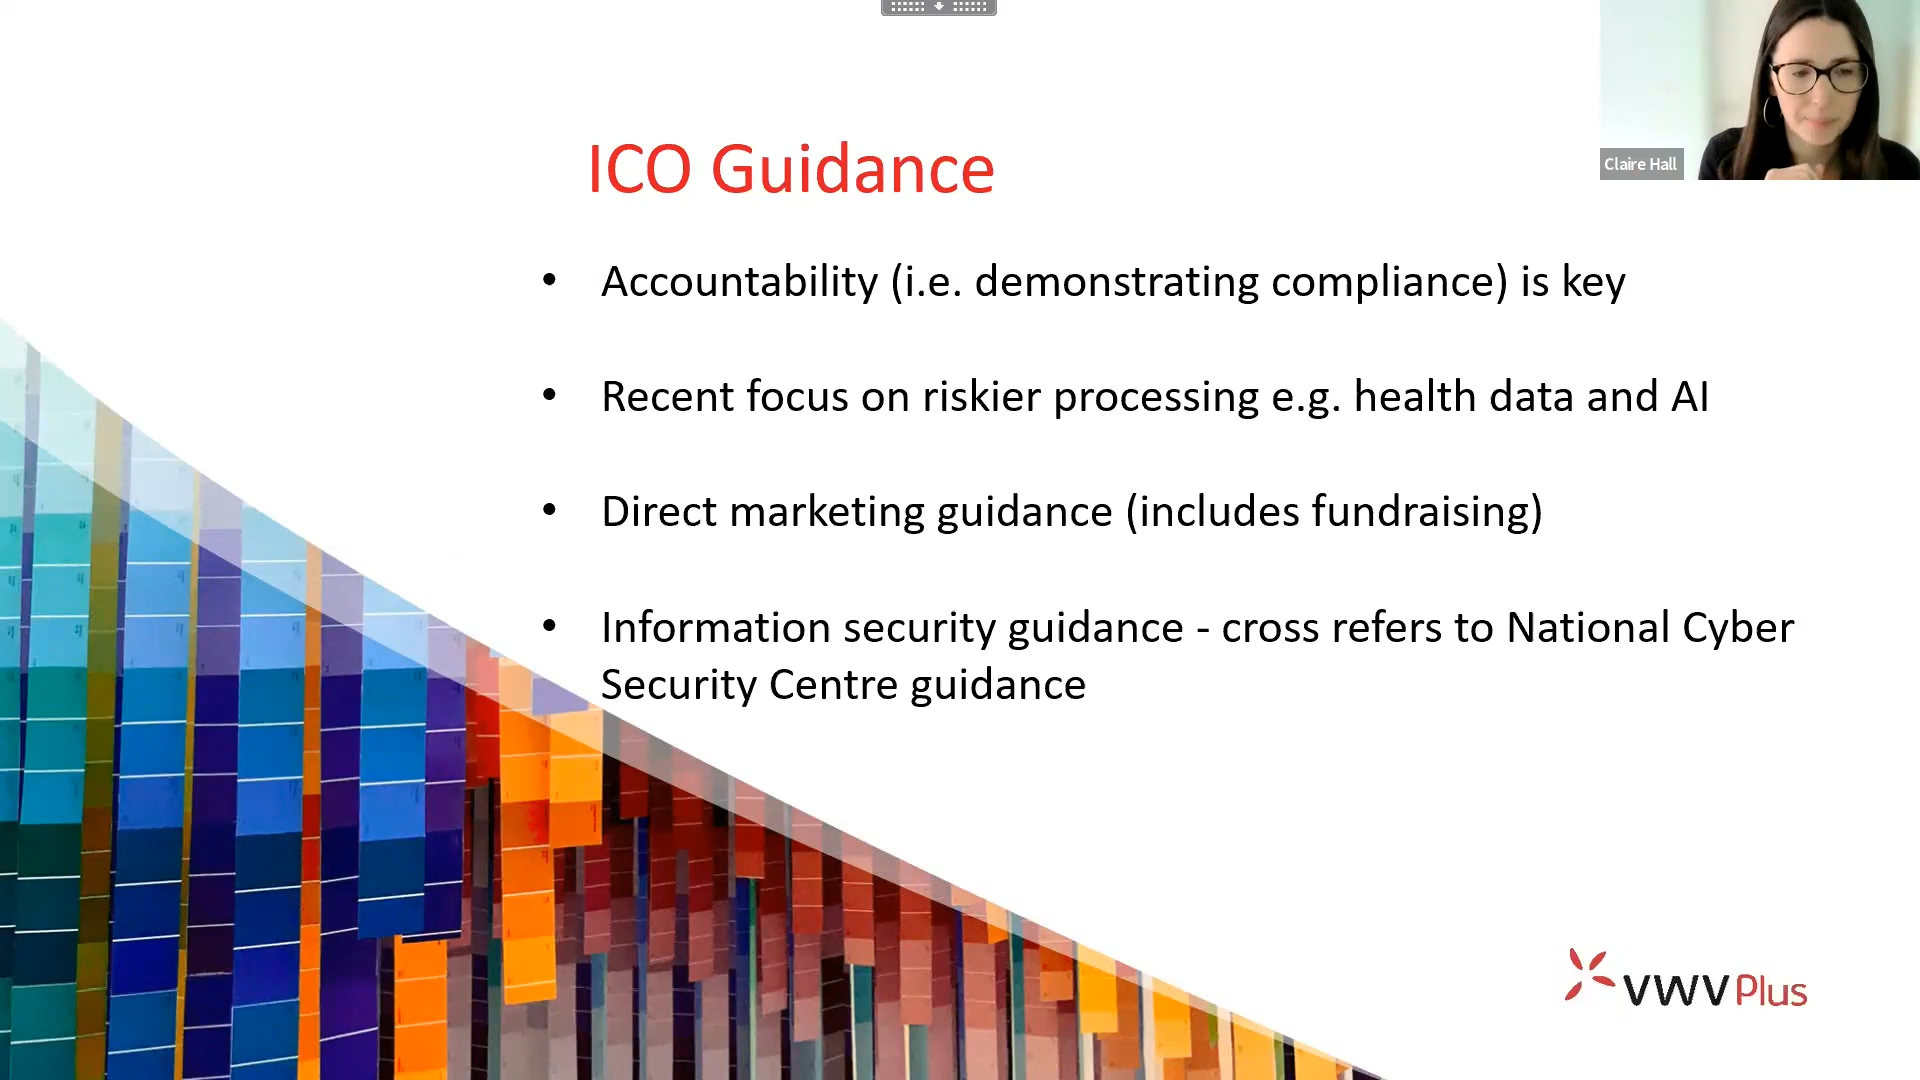 Claire Hall
ICO Guidance
• Accountability (i.e. demonstrating compliance) is key
• Recent focus on riskier processing e.g. health data and AI
• Direct marketing guidance (includes fundraising)
• Information security guidance - cross refers to National Cyber
Security Centre guidance
VWV Plus